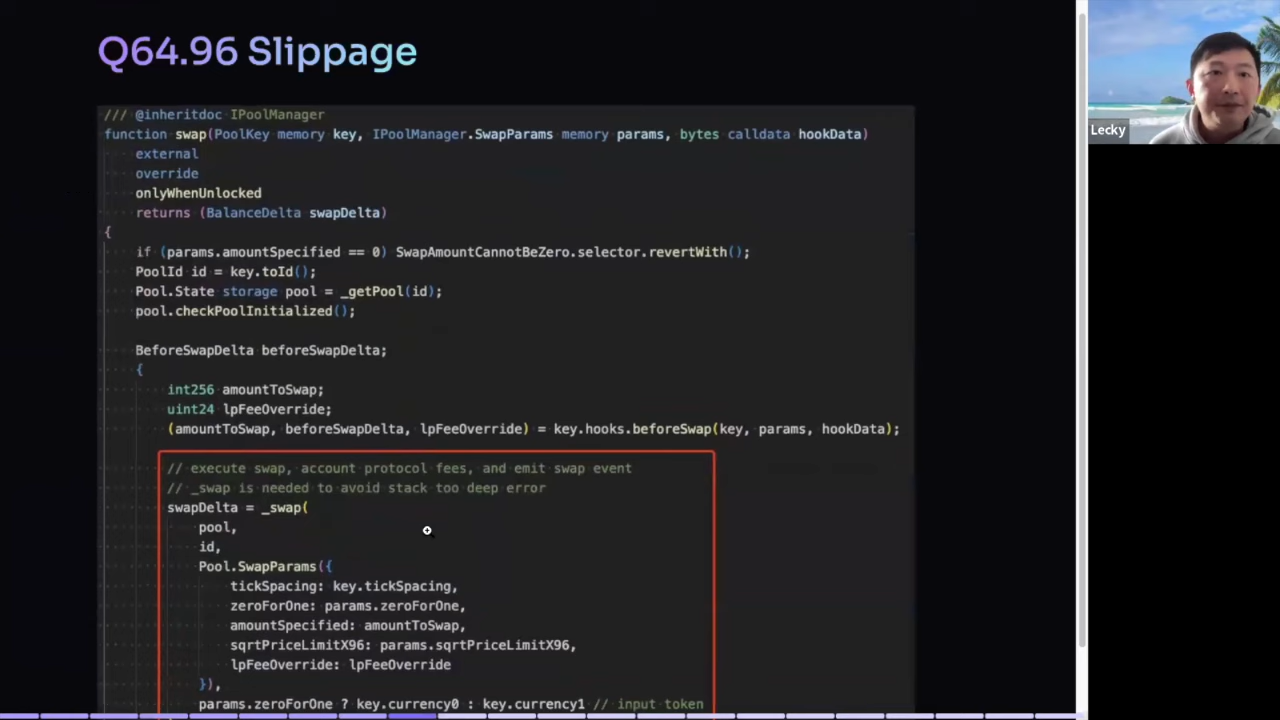 Q64.96 Slippage
/// @inheritdoc IPoolManager
function swap(PoolKey memory key, IPoolManager.SwapParams memory params, bytes calldata hookData)
external
override
onlyWhenUnlocked
returns (BalanceDelta swapDelta)
{
if (params.amountSpecified == 0) SwapAmountCannotBeZero.selector.revertWith();
PoolId id = key.toId();
Pool.State storage pool = _getPool(id);
pool.checkPoolInitialized();
BeforeSwapDelta beforeSwapDelta;
{
int256 amountToSwap;
uint24 lpFeeOverride;
(amountToSwap, beforeSwapDelta, lpFeeOverride) = key.hooks.beforeSwap(key, params, hookData);
// execute swap, account protocol fees, and emit swap event
// _swap is needed to avoid stack too deep error
swapDelta = _swap(
pool,
id,
Pool.SwapParams({
tickSpacing: key.tickSpacing,
zeroForOne: params.zeroForOne,
amountSpecified: amountToSwap,
sqrtPriceLimitX96: params.sqrtPriceLimitX96,
lpFeeOverride: lpFeeOverride
}),
params.zeroForOne ? key.currency0 : key.currency1 // input token
Lecky